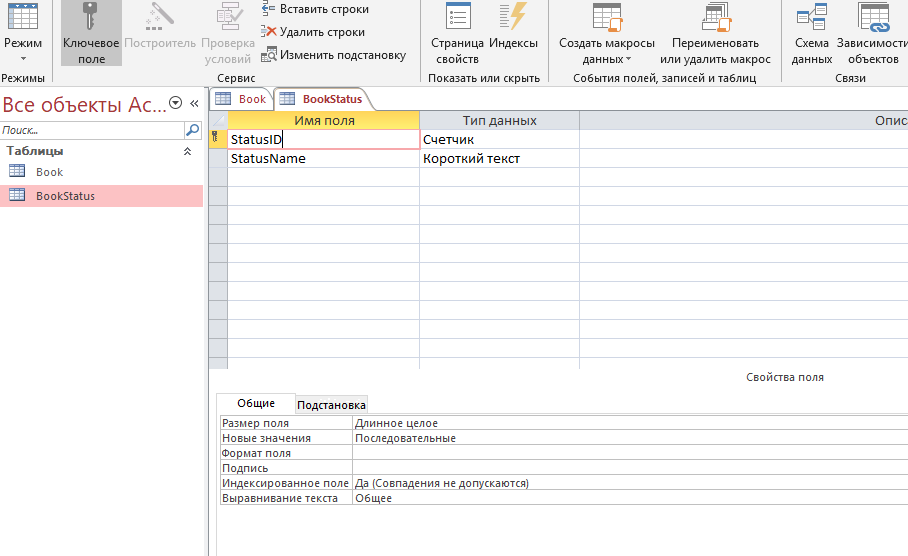 Режим
Ключевое поле
Построитель
Проверка условий
Вставить строки
Удалить строки
Изменить подстановку
Страница свойств
Индексы
Создать макросы данных
Переименовать или удалить макрос
Схема данных
Зависимости объектов
Режимы
Сервис
Показать или скрыть
События полей, записей и таблиц
Связи
Все объекты Ac...
Поиск...
Таблицы
Book
BookStatus
Book
BookStatus
Имя поля
Тип данных
Опис
StatusID
Счетчик
StatusName
Короткий текст
Свойства поля
Общие
Подстановка
Размер поля
Длинное целое
Новые значения
Последовательные
Формат поля
Подпись
Индексированное поле
Да (Совпадения не допускаются)
Выравнивание текста
Общее